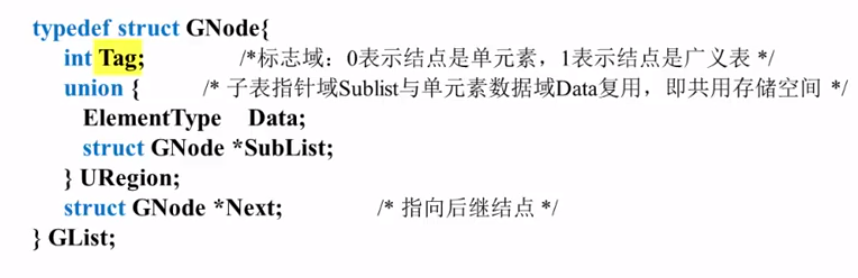 typedef struct GNode{
int Tag; /*标志域：0表示结点是单元素，1表示结点是广义表 */
union { /* 子表指针域Sublist与单元素数据域Data复用，即共用存储空间 */
ElementType Data;
struct GNode *SubList;
} URegion;
struct GNode *Next; /* 指向后继结点 */
} GList;